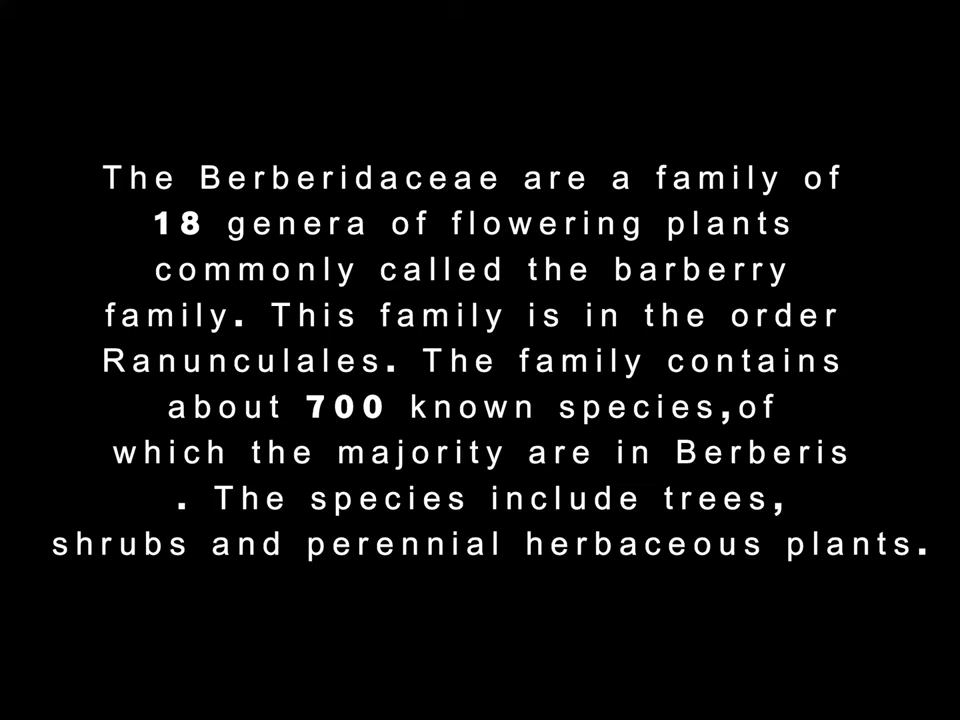 The Berberidaceae are a family of
18 genera of flowering plants
commonly called the barberry
family. This family is in the order
Ranunculales. The family contains
about 700 known species,of
which the majority are in Berberis
. The species include trees,
shrubs and perennial herbaceous plants.